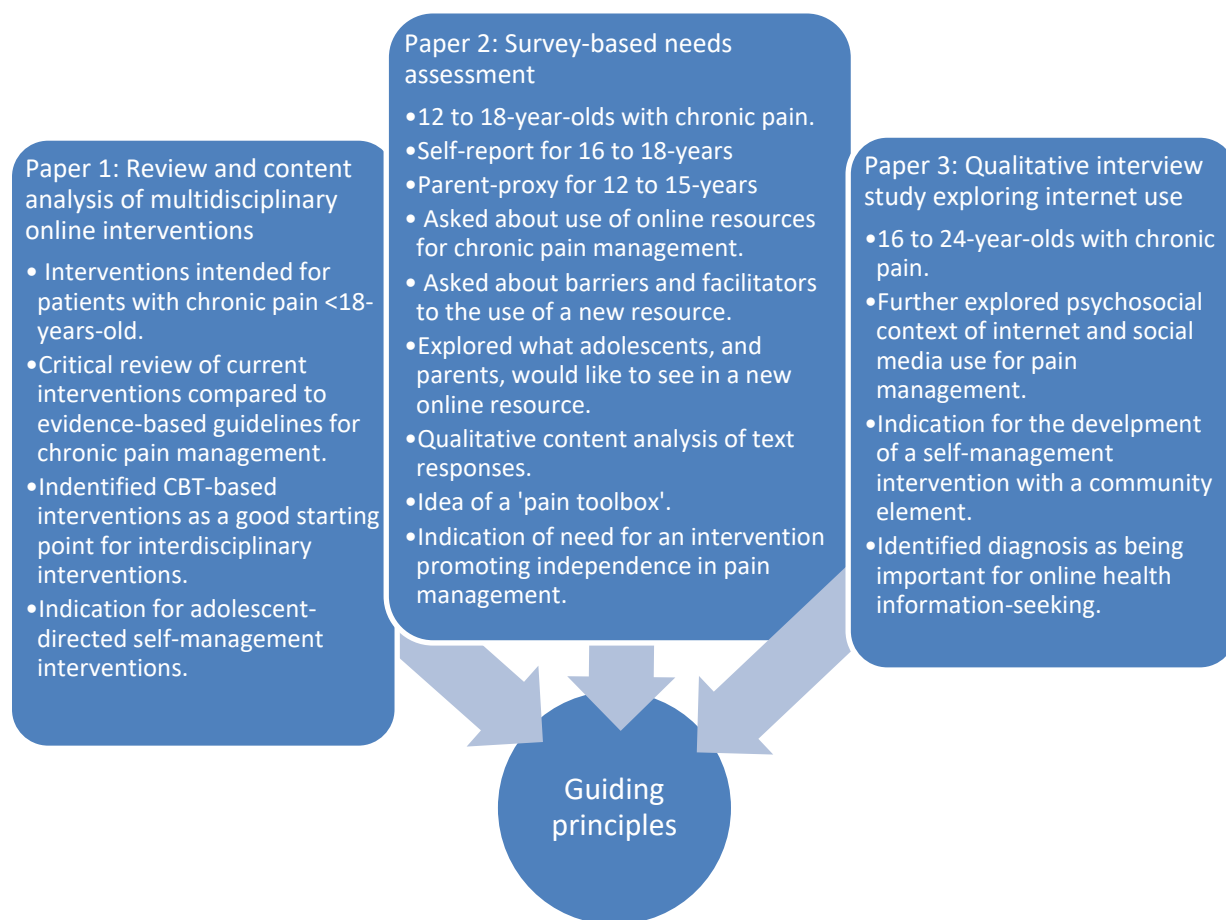 Paper 1: Review and content
analysis of multidisciplinary
online interventions
• Interventions intended for
patients with chronic pain <18-
years-old.
•Critical review of current
interventions compared to
evidence-based guidelines for
chronic pain management.
•Indentified CBT-based
interventions as a good starting
point for interdisciplinary
interventions.
•Indication for adolescent-
directed self-management
interventions.
Paper 2: Survey-based needs
assessment
•12 to 18-year-olds with chronic pain.
•Self-report for 16 to 18-years
•Parent-proxy for 12 to 15-years
• Asked about use of online resources
for chronic pain management.
• Asked about barriers and facilitators
to the use of a new resource.
•Explored what adolescents, and
parents, would like to see in a new
online resource.
•Qualitative content analysis of text
responses.
•Idea of a 'pain toolbox'.
•Indication of need for an intervention
promoting independence in pain
management.
Paper 3: Qualitative interview
study exploring internet use
•16 to 24-year-olds with chronic
pain.
•Further explored psychosocial
context of internet and social
media use for pain
management.
•Indication for the develpment
of a self-management
intervention with a community
element.
•Identified diagnosis as being
important for online health
information-seeking.
Guiding
principles